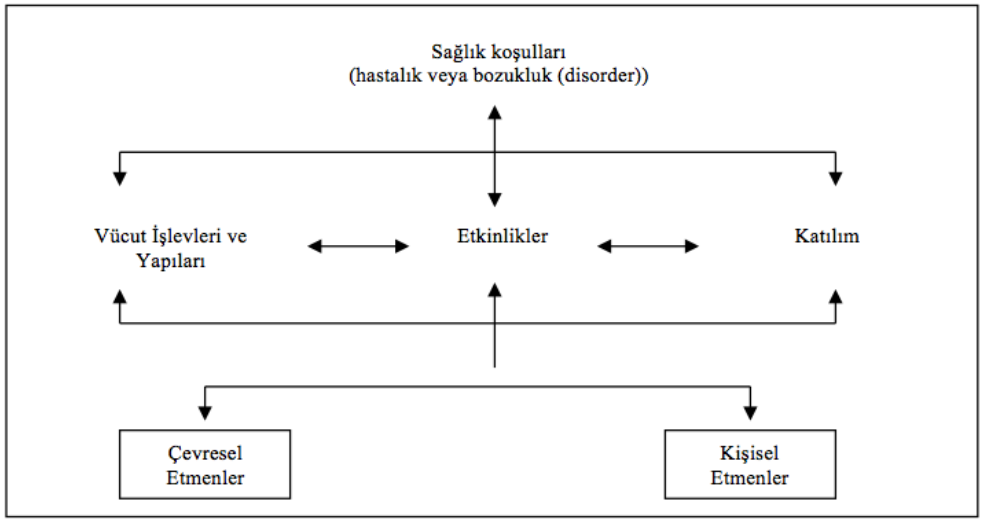 Sağlık koşulları
(hastalık veya bozukluk (disorder))
Vücut İşlevleri ve
Yapıları
Etkinlikler
Katılım
Çevresel
Etmenler
Kişisel
Etmenler